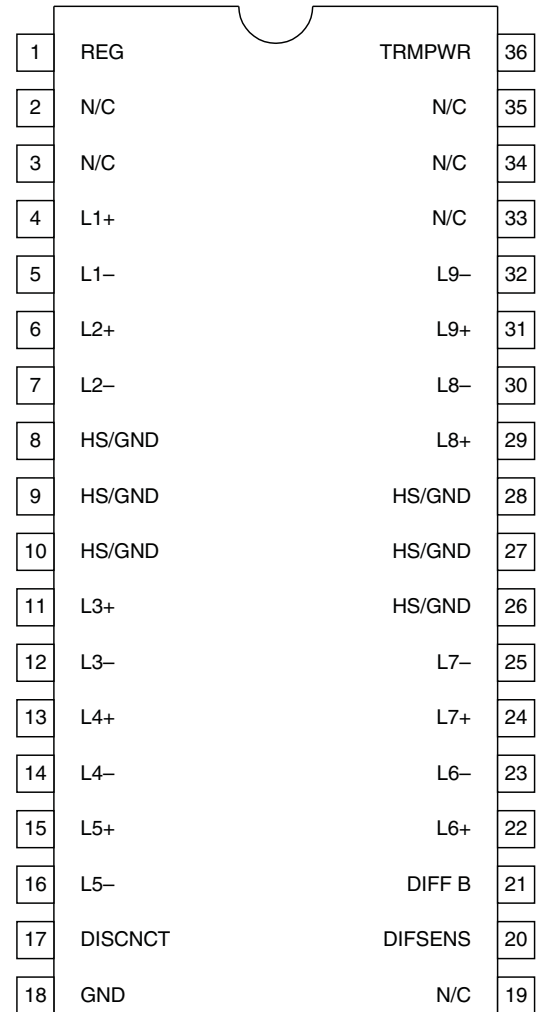 1 REG TRMPWR 36
2 N/C N/C 35
3 N/C N/C 34
4 L1+ N/C 33
5 L1– L9– 32
6 L2+ L9+ 31
7 L2– L8– 30
8 HS/GND L8+ 29
9 HS/GND HS/GND 28
10 HS/GND HS/GND 27
11 L3+ HS/GND 26
12 L3– L7– 25
13 L4+ L7+ 24
14 L4– L6– 23
15 L5+ L6+ 22
16 L5– DIFF B 21
17 DISCNCT DIFSENS 20
18 GND N/C 19